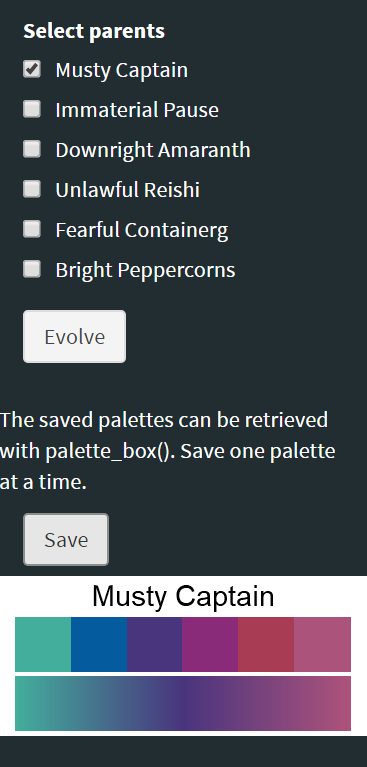 Select parents
Musty Captain
Immaterial Pause
Downright Amaranth
Unlawful Reishi
Fearful Containerg
Bright Peppercorns
Evolve
The saved palettes can be retrieved
with palette_box(). Save one palette
at a time.
Save
Musty Captain